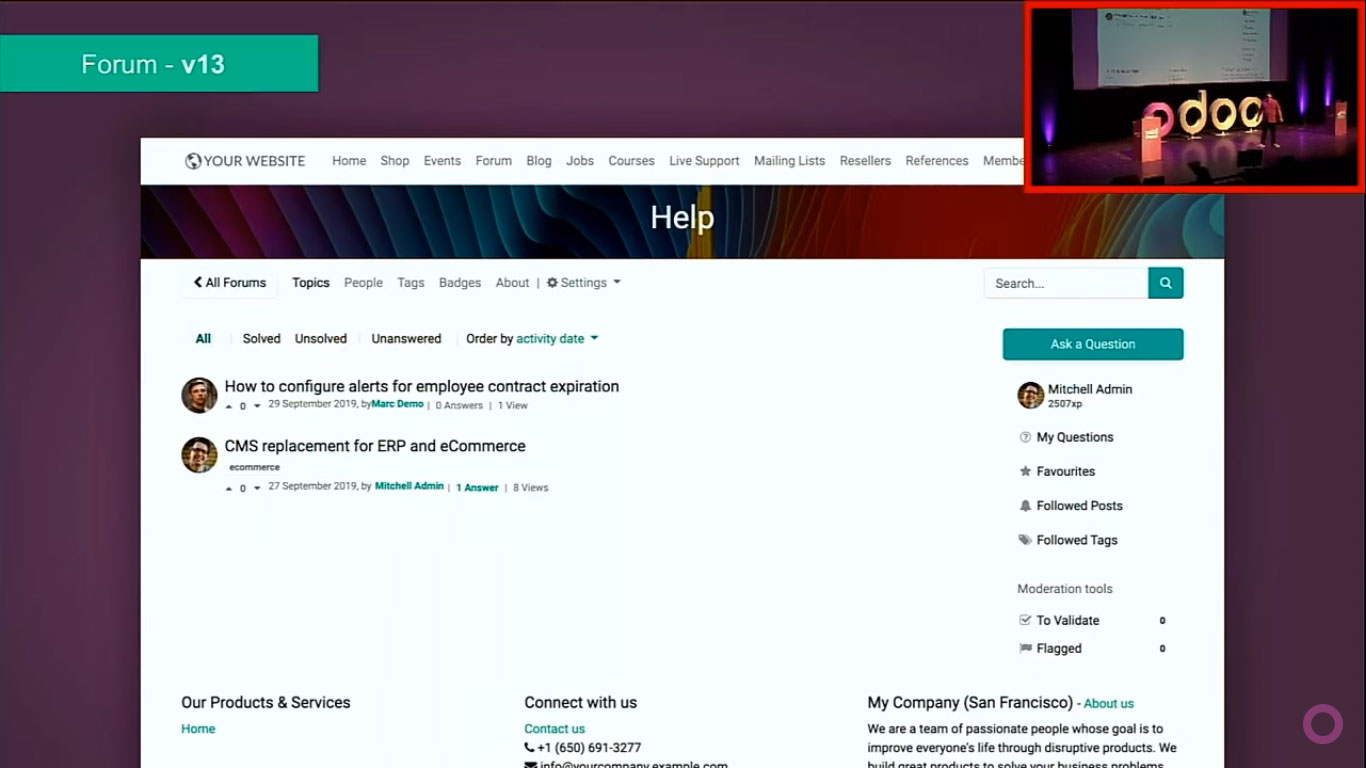 Forum - v13
odoo
YOUR WEBSITE Home Shop Events Forum Blog Jobs Courses Live Support Mailing Lists Resellers References
Help
All Forums Topics People Tags Badges About | Settings
Search...
All Solved Unsolved Unanswered Order by activity date
Ask a Question
How to configure alerts for employee contract expiration
0 29 September 2019, by Marc Demo | 0 Answers | 1 View
CMS replacement for ERP and eCommerce
ecommerce
0 27 September 2019, by Mitchell Admin | 1 Answer | 8 Views
Mitchell Admin
2507xp
My Questions
Favourites
Followed Posts
Followed Tags
Moderation tools
To Validate 0
Flagged 0
Our Products & Services
Home
Connect with us
Contact us
+1 (650) 691-3277
info@yourcompany.example.com
My Company (San Francisco) - About us
We are a team of passionate people whose goal is to
improve everyone's life through disruptive products. We
build great products to solve your business problems.